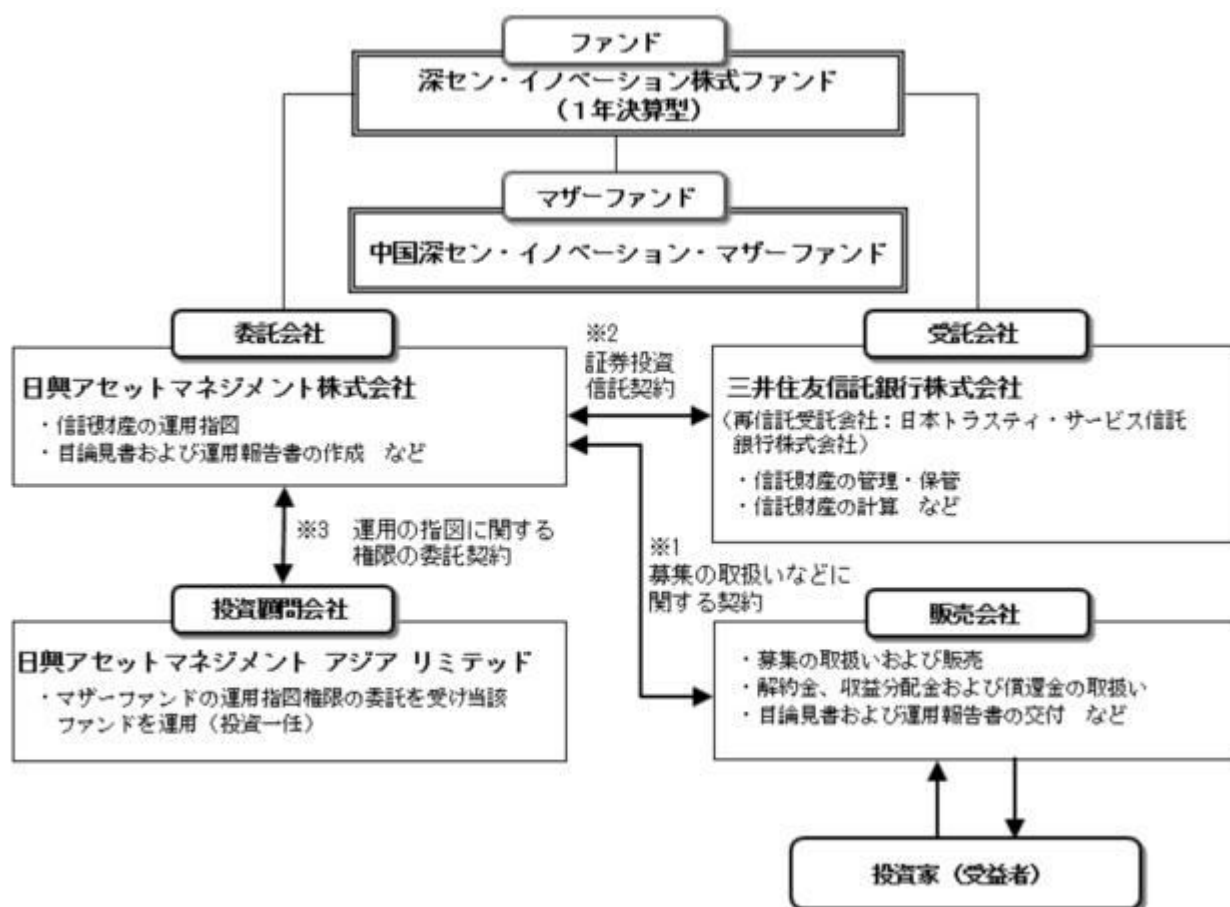 ファンド
深セン・イノベーション株式ファンド
(1年決算型)
マザーファンド
中国深セン・イノベーション・マザーファンド
委託会社
日興アセットマネジメント株式会社
・信託財産の運用指図
・目論見書および運用報告書の作成 など
※2
証券投資
信託契約
受託会社
三井住友信託銀行株式会社
(再信託受託会社:日本トラスティ・サービス信託
銀行株式会社)
・信託財産の管理・保管
・信託財産の計算 など
※3 運用の指図に関する
権限の委託契約
※1
募集の取扱いなどに
関する契約
投資顧問会社
日興アセットマネジメント アジア リミテッド
・マザーファンドの運用指図権限の委託を受け当該
ファンドを運用(投資一任)
販売会社
・募集の取扱いおよび販売
・解約金、収益分配金および償還金の取扱い
・目論見書および運用報告書の交付 など
投資家(受益者)